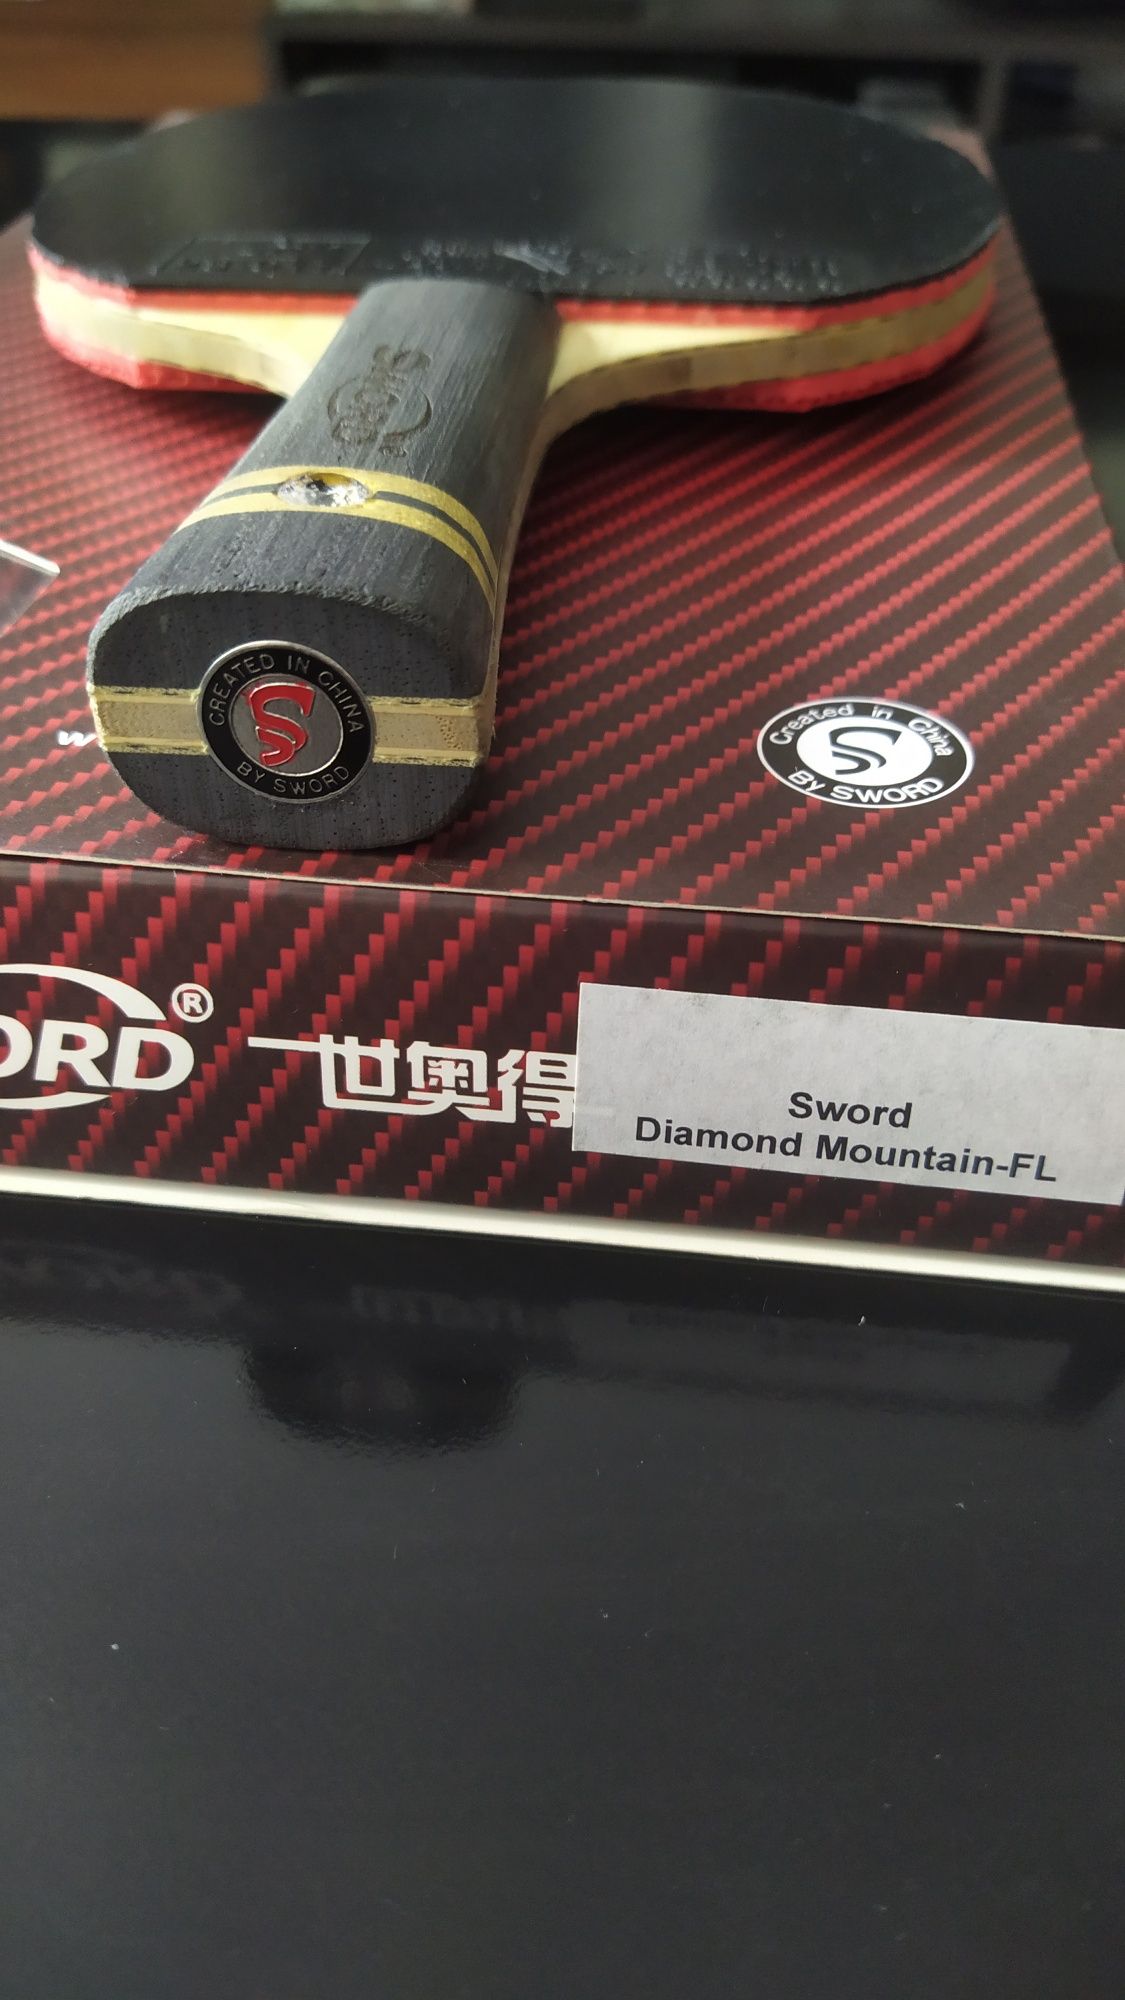 Sword
CREATED IN CHINA
BY SWORD
Created in China
By SWORD
ORD®
世奥得
Sword
Diamond Mountain-FL